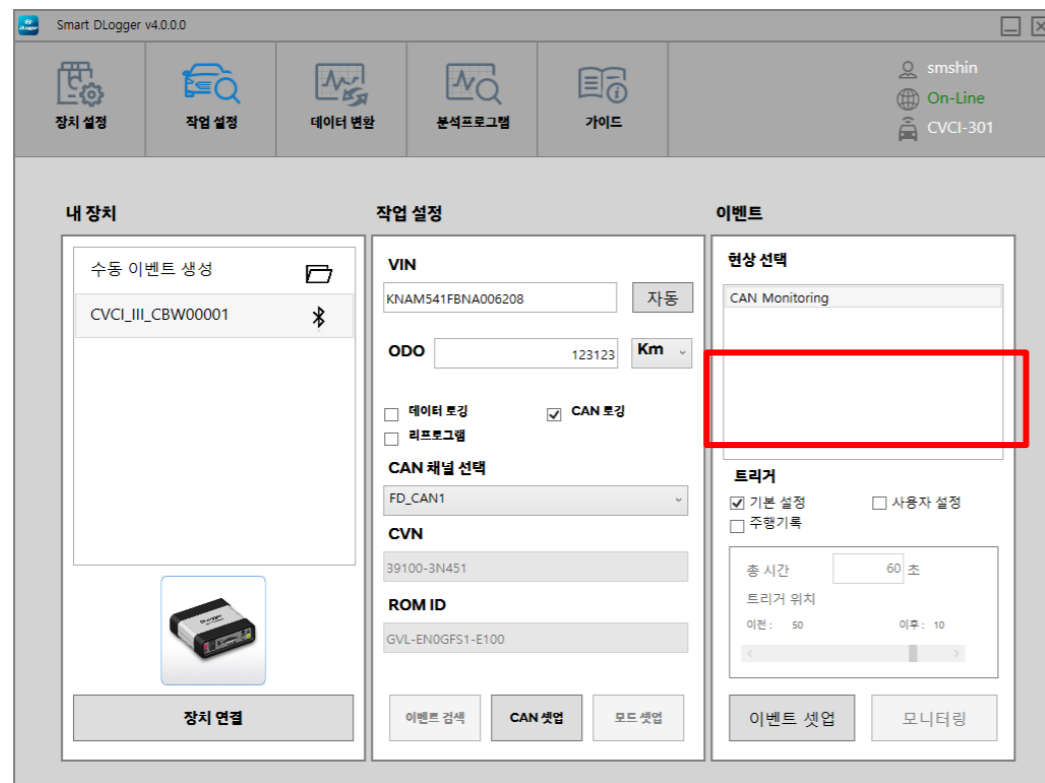 Smart DLogger v4.0.0.0
장치 설정
작업 설정
데이터 변환
분석프로그램
가이드
smshin
On-Line
CVCI-301
내 장치
수동 이벤트 생성
CVCI_III_CBW00001
장치 연결
작업 설정
VIN
KNAM541FBNA006208
자동
ODO
123123
Km
데이터 로깅
CAN 로깅
리프로그램
CAN 채널 선택
FD_CAN1
CVN
39100-3N451
ROM ID
GVL-EN0GFS1-E100
이벤트 검색
CAN 셋업
모드 셋업
이벤트
현상 선택
CAN Monitoring
트리거
기본 설정
사용자 설정
주행기록
총 시간
60 초
트리거 위치
이전 : 50
이후 : 10
이벤트 셋업
모니터링